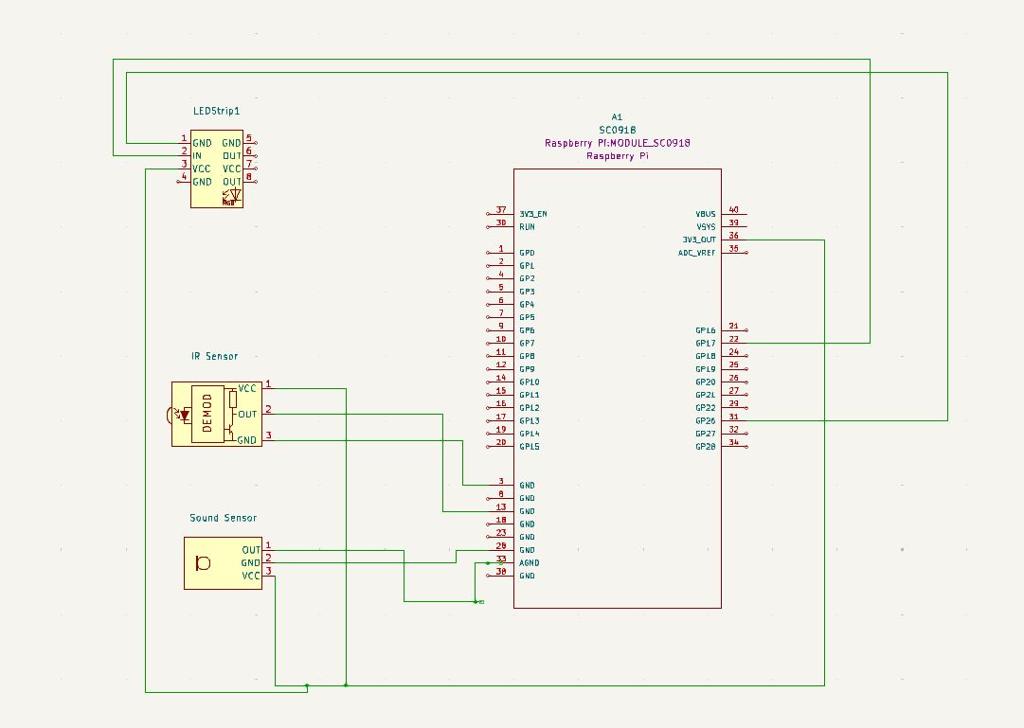 LEDStrip1
1 GND GND 5
2 IN OUT 6
3 VCC VCC 7
4 GND OUT 8
RGB
A1
SC0918
Raspberry Pi:MODULE_SC0918
Raspberry Pi
37 3V3_EN VBUS 40
30 RUN VSYS 39
3V3_OUT 36
1 GP0 ADC_VREF 35
2 GP1
4 GP2
5 GP3
6 GP4
7 GP5
9 GP6 GP16 21
10 GP7 GP17 22
11 GP8 GP18 24
12 GP9 GP19 25
14 GP10 GP20 26
15 GP11 GP21 27
16 GP12 GP22 29
17 GP13 GP26 31
19 GP14 GP27 32
20 GP15 GP28 34
3 GND
8 GND
13 GND
18 GND
23 GND
28 GND
33 AGND
38 GND
IR Sensor
DEMOD
VCC 1
OUT 2
GND 3
Sound Sensor
OUT 1
GND 2
VCC 3